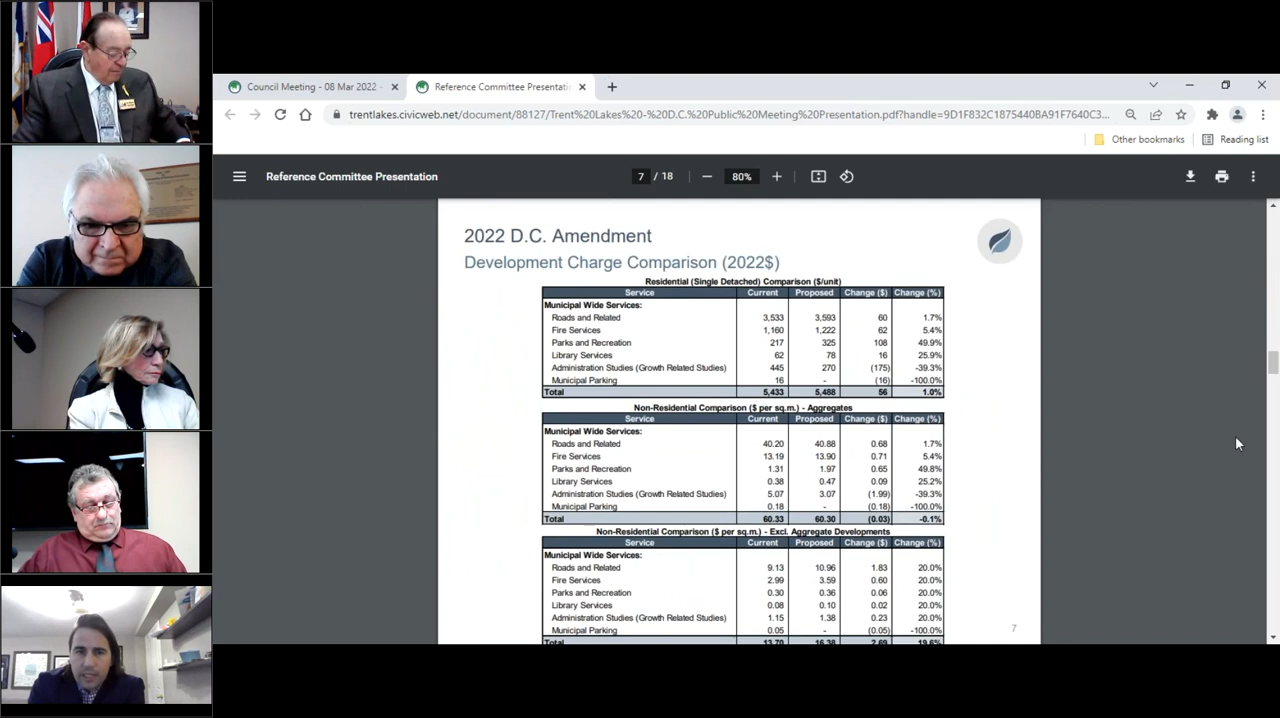 Council Meeting - 08 Mar 2022 -
Reference Committee Presentatio
trentlakes.civicweb.net/document/88127/Trent%20Lakes%20-%20D.C.%20Public%20Meeting%20Presentation.pdf?handle=9D1F832C1875440BA91F7640C3...
Other bookmarks
Reading list
Reference Committee Presentation
7 / 18
80%
2022 D.C. Amendment
Development Charge Comparison (2022$)
Residential (Single Detached) Comparison ($/unit)
Service Current Proposed Change ($) Change (%)
Municipal Wide Services:
Roads and Related 3,533 3,593 60 1.7%
Fire Services 1,160 1,222 62 5.4%
Parks and Recreation 217 325 108 49.9%
Library Services 62 78 16 25.9%
Administration Studies (Growth Related Studies) 445 270 (175) -39.3%
Municipal Parking 16 - (16) -100.0%
Total 5,433 5,488 56 1.0%
Non-Residential Comparison ($ per sq.m.) - Aggregates
Service Current Proposed Change ($) Change (%)
Municipal Wide Services:
Roads and Related 40.20 40.88 0.68 1.7%
Fire Services 13.19 13.90 0.71 5.4%
Parks and Recreation 1.31 1.97 0.65 49.8%
Library Services 0.38 0.47 0.09 25.2%
Administration Studies (Growth Related Studies) 5.07 3.07 (1.99) -39.3%
Municipal Parking 0.18 - (0.18) -100.0%
Total 60.33 60.30 (0.03) -0.1%
Non-Residential Comparison ($ per sq.m.) - Excl. Aggregate Developments
Service Current Proposed Change ($) Change (%)
Municipal Wide Services:
Roads and Related 9.13 10.96 1.83 20.0%
Fire Services 2.99 3.59 0.60 20.0%
Parks and Recreation 0.30 0.36 0.06 20.0%
Library Services 0.08 0.10 0.02 20.0%
Administration Studies (Growth Related Studies) 1.15 1.38 0.23 20.0%
Municipal Parking 0.05 - (0.05) -100.0%
Total 13.70 16.38 2.69 19.6%
7